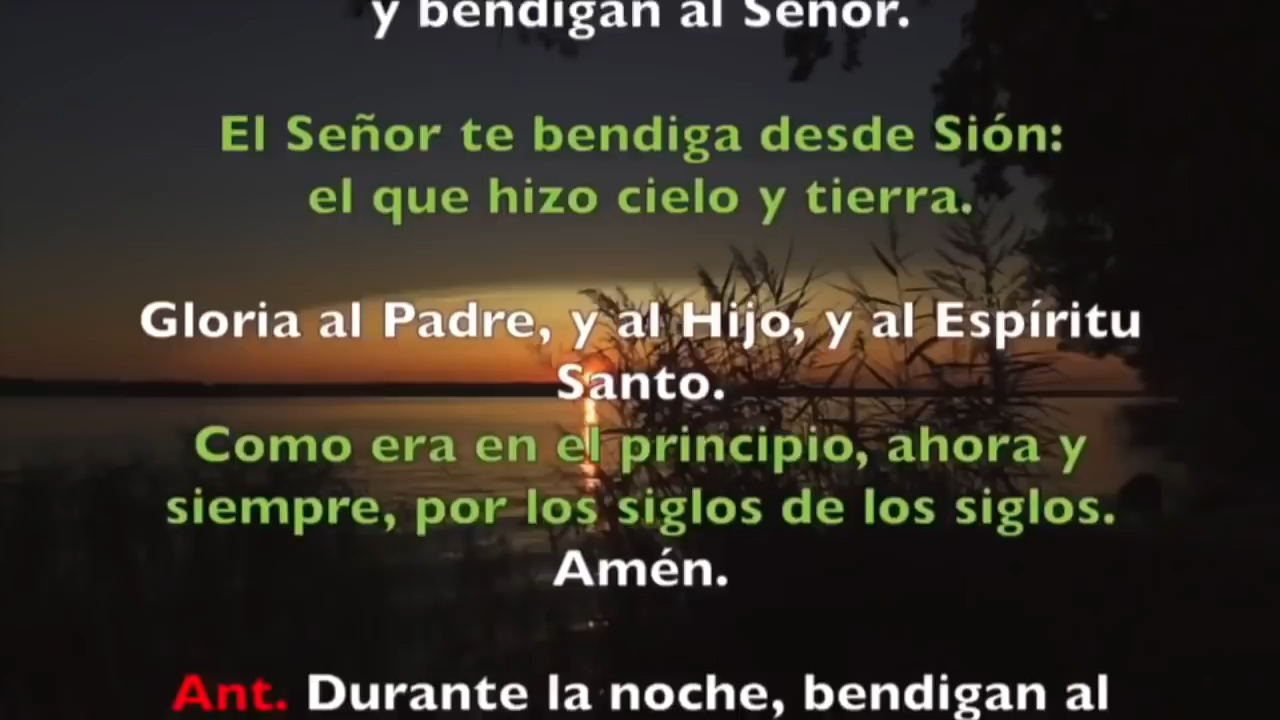 y bendigan al Señor.
El Señor te bendiga desde Sión:
el que hizo cielo y tierra.
Gloria al Padre, y al Hijo, y al Espíritu
Santo.
Como era en el principio, ahora y
siempre, por los siglos de los siglos.
Amén.
Ant. Durante la noche, bendigan al